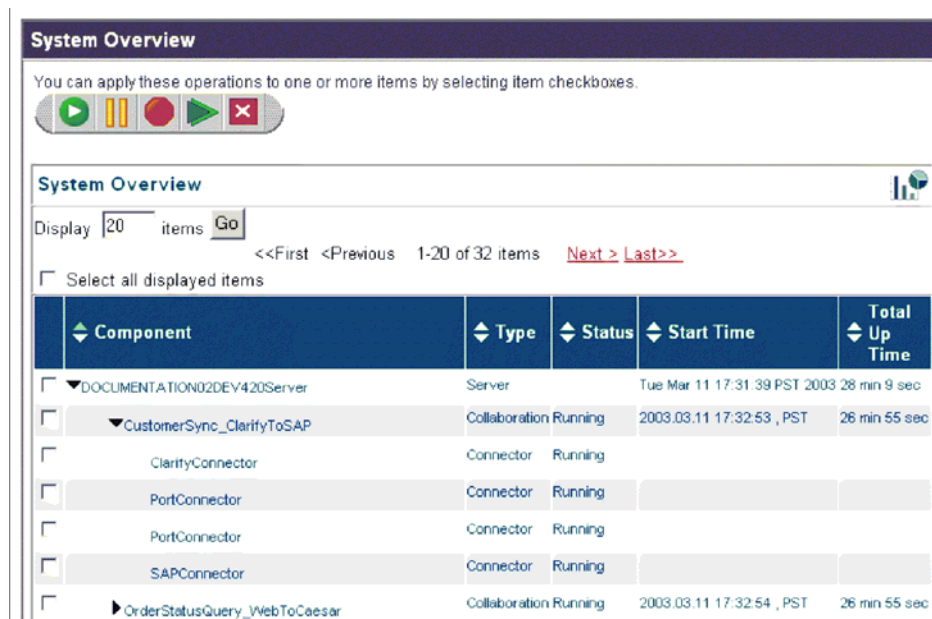 System Overview
You can apply these operations to one or more items by selecting item checkboxes.
System Overview
Display 20 items Go
<<First <Previous 1-20 of 32 items Next > Last>>
Select all displayed items
Component Type Status Start Time Total Up Time
DOCUMENTATION02DEV420Server Server Tue Mar 11 17:31:39 PST 2003 28 min 9 sec
CustomerSync_ClarifyToSAP Collaboration Running 2003.03.11 17:32:53 , PST 26 min 55 sec
ClarifyConnector Connector Running
PortConnector Connector Running
PortConnector Connector Running
SAPConnector Connector Running
OrderStatusQuery_WebToCaesar Collaboration Running 2003.03.11 17:32:54 , PST 26 min 55 sec